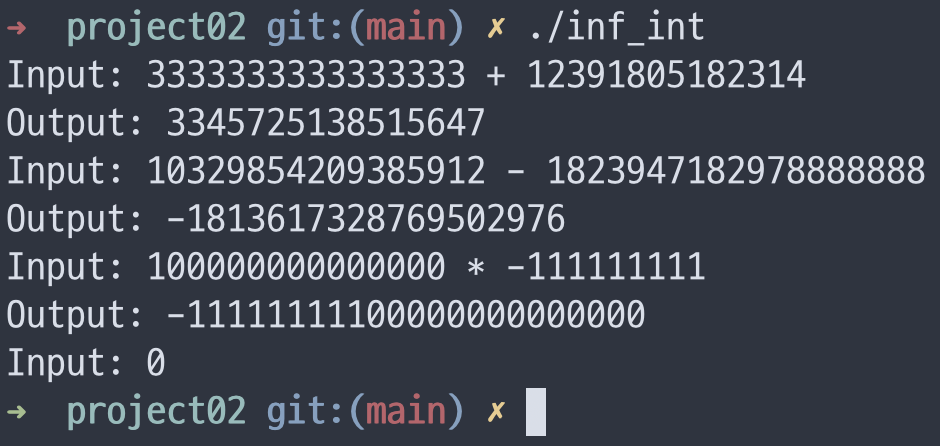 ➜ project02 git:(main) ✗ ./inf_int
Input: 3333333333333333 + 12391805182314
Output: 3345725138515647
Input: 10329854209385912 - 1823947182978888888
Output: -1813617328769502976
Input: 100000000000000 * -111111111
Output: -11111111100000000000000
Input: 0
➜ project02 git:(main) ✗